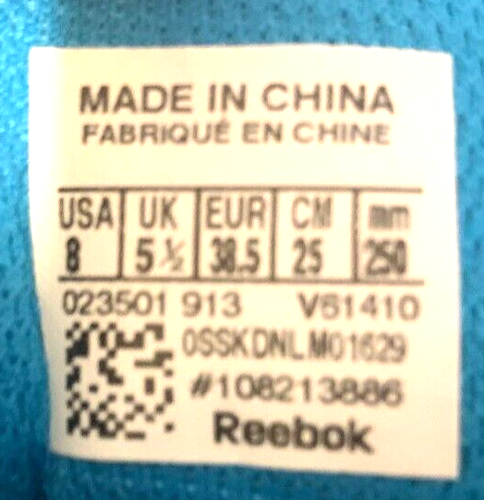 MADE IN CHINA
FABRIQUÉ EN CHINE
USA UK EUR CM mm
8 5½ 38.5 25 250
023501 913 V61410
0SSKDNLM01629
#108213886
Reebok